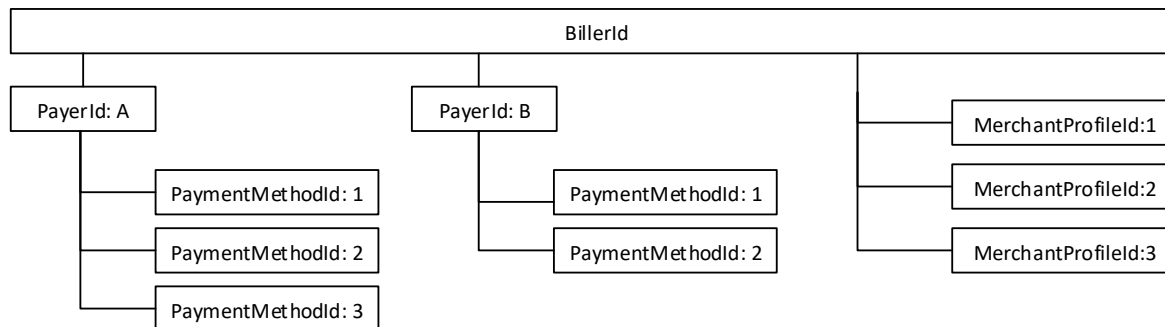 BillerId
PayerId: A
PaymentMethodId: 1
PaymentMethodId: 2
PaymentMethodId: 3
PayerId: B
PaymentMethodId: 1
PaymentMethodId: 2
MerchantProfileId:1
MerchantProfileId:2
MerchantProfileId:3